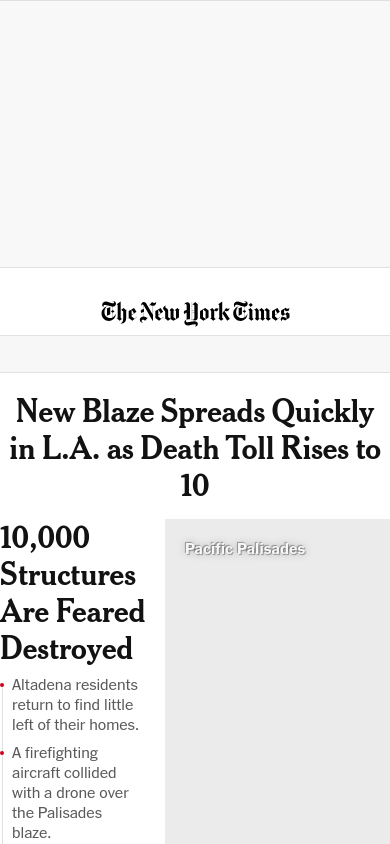 The New York Times
New Blaze Spreads Quickly
in L.A. as Death Toll Rises to
10
10,000
Structures
Are Feared
Destroyed
Altadena residents
return to find little
left of their homes.
A firefighting
aircraft collided
with a drone over
the Palisades
blaze.
Pacific Palisades